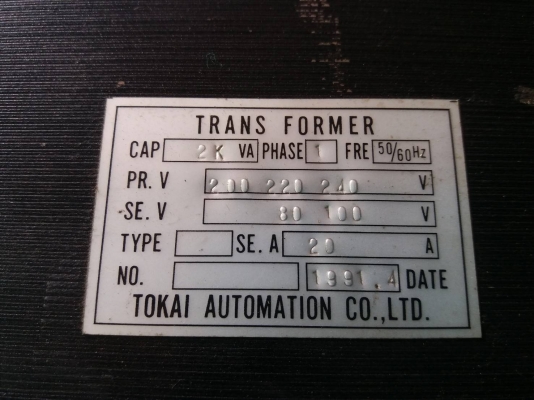 TRANS FORMER
CAP 2K VA PHASE 1 FRE 50/60Hz
PR. V 200 220 240 V
SE. V 80 100 V
TYPE SE. A 20 A
NO. 1991.4 DATE
TOKAI AUTOMATION CO.,LTD.